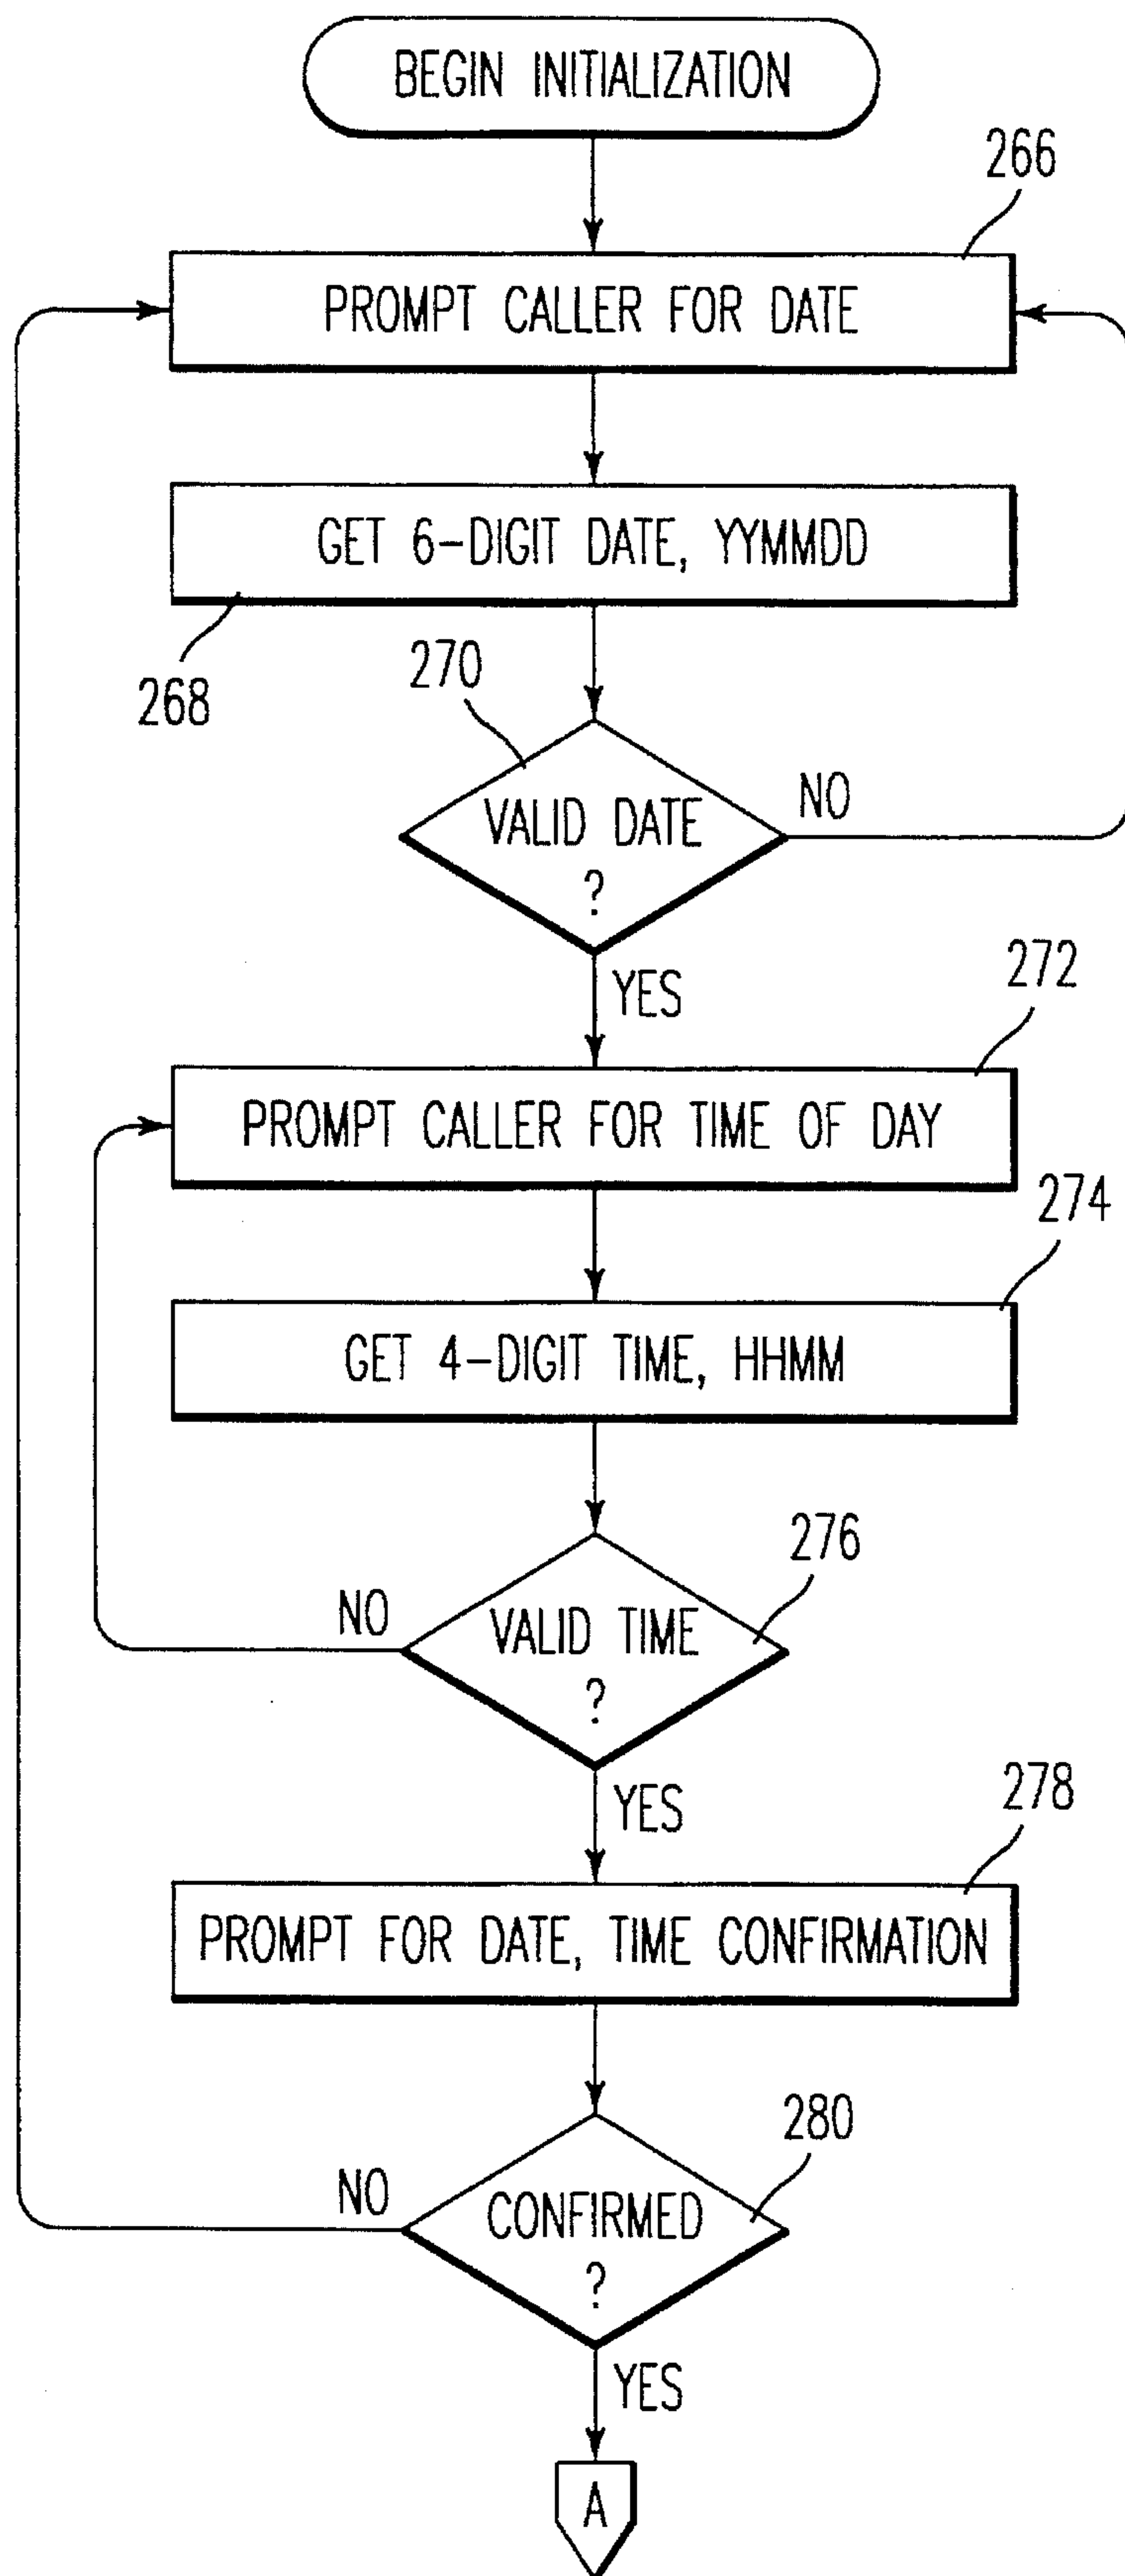 BEGIN INITIALIZATION
266
PROMPT CALLER FOR DATE
GET 6-DIGIT DATE, YYMMDD
268
270
VALID DATE
?
NO
YES
272
PROMPT CALLER FOR TIME OF DAY
274
GET 4-DIGIT TIME, HHMM
276
VALID TIME
?
NO
YES
278
PROMPT FOR DATE, TIME CONFIRMATION
280
CONFIRMED
?
NO
YES
A